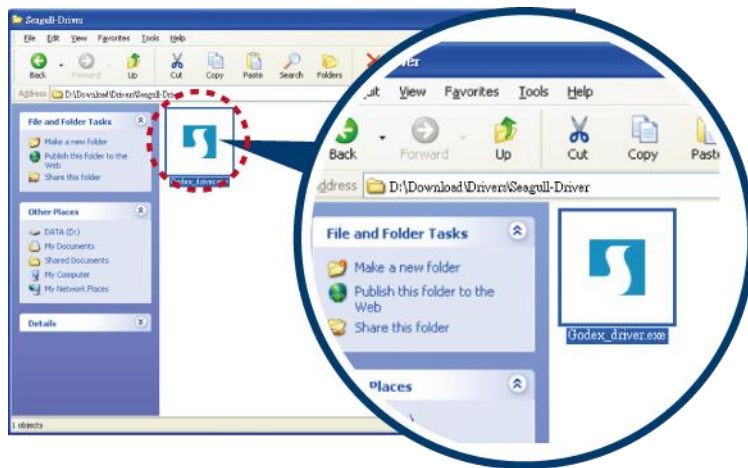 Seagull-Driver
File Edit View Favorites Tools Help
Back Forward Up Cut Copy Paste Search Folders
Address D:\Download\Drivers\Seagull-Driver
File and Folder Tasks
Make a new folder
Publish this folder to the
Web
Share this folder
Godex_driver.exe
Other Places
DATA (D:)
My Documents
Shared Documents
My Computer
My Network Places
Details
1 objects
View Favorites Tools Help
Back Forward Up Cut Copy Past
ddress D:\Download\Drivers\Seagull-Driver
File and Folder Tasks
Make a new folder
Publish this folder to the
Web
Share this folder
Godex_driver.exe
Places